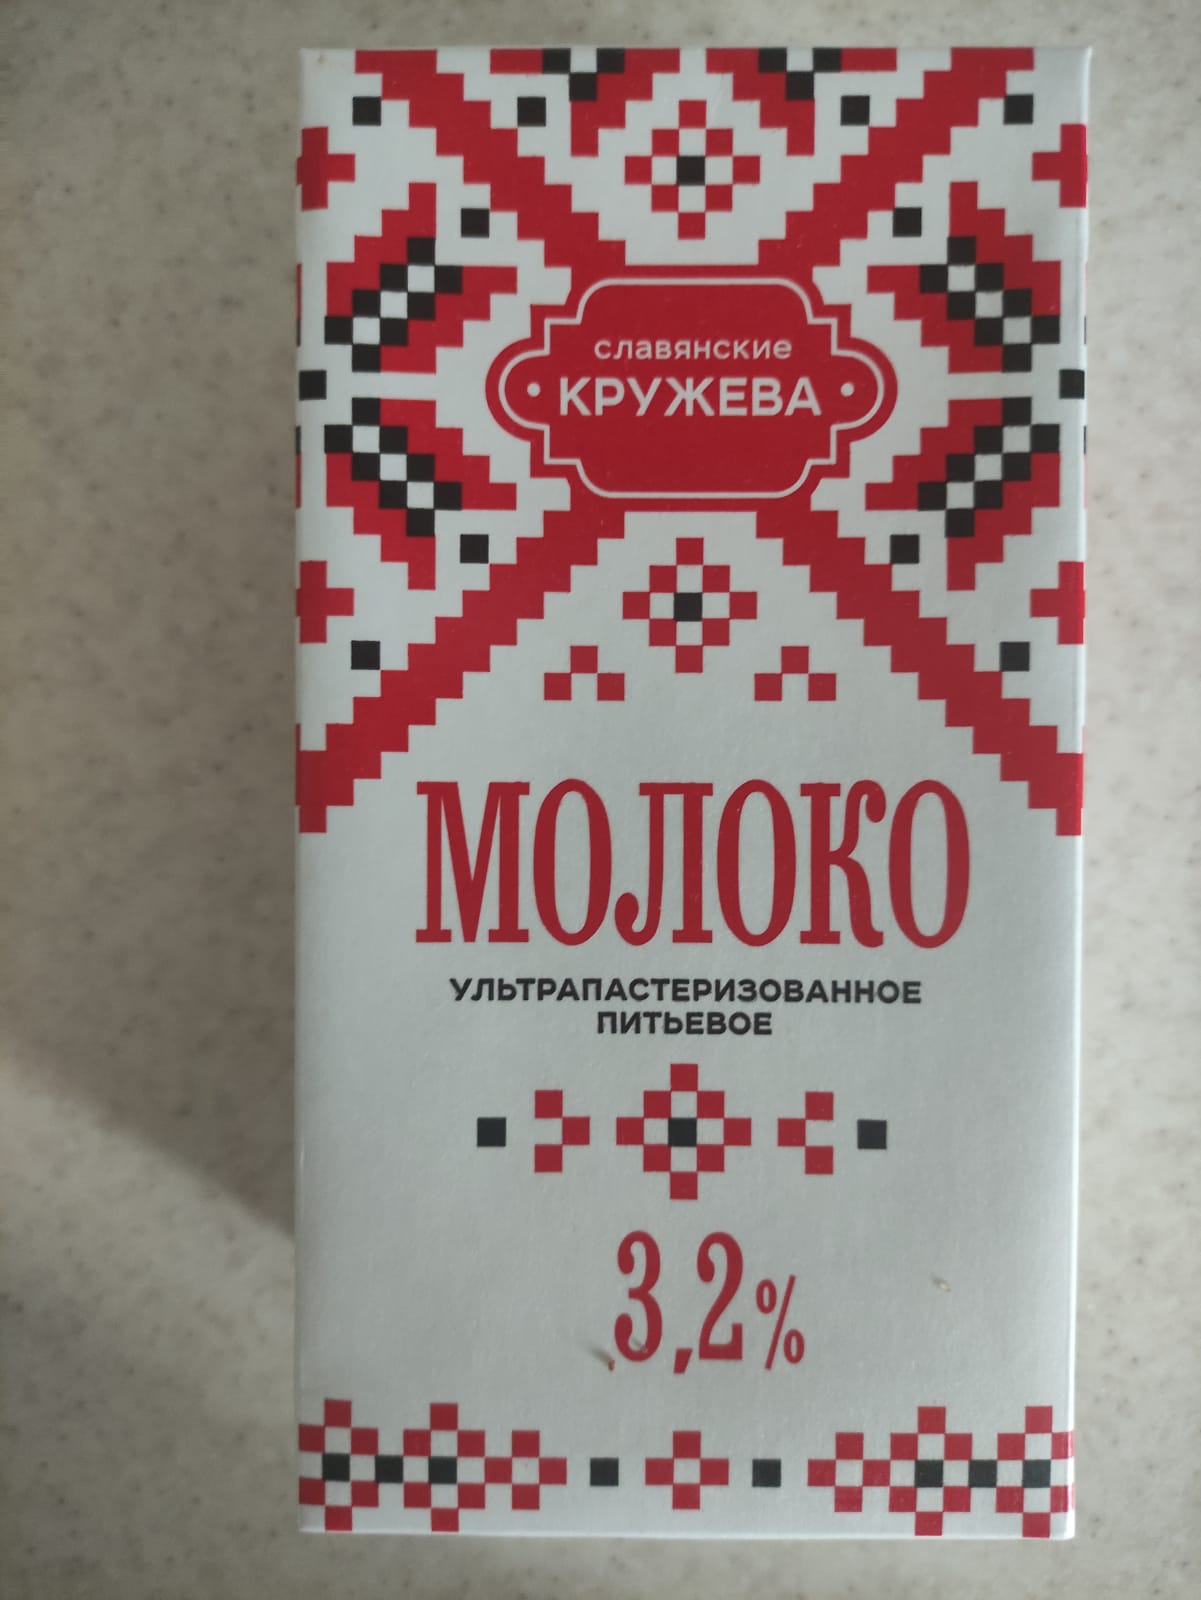 славянские
КРУЖЕВА
МОЛОКО
УЛЬТРАПАСТЕРИЗОВАННОЕ
ПИТЬЕВОЕ
3,2%